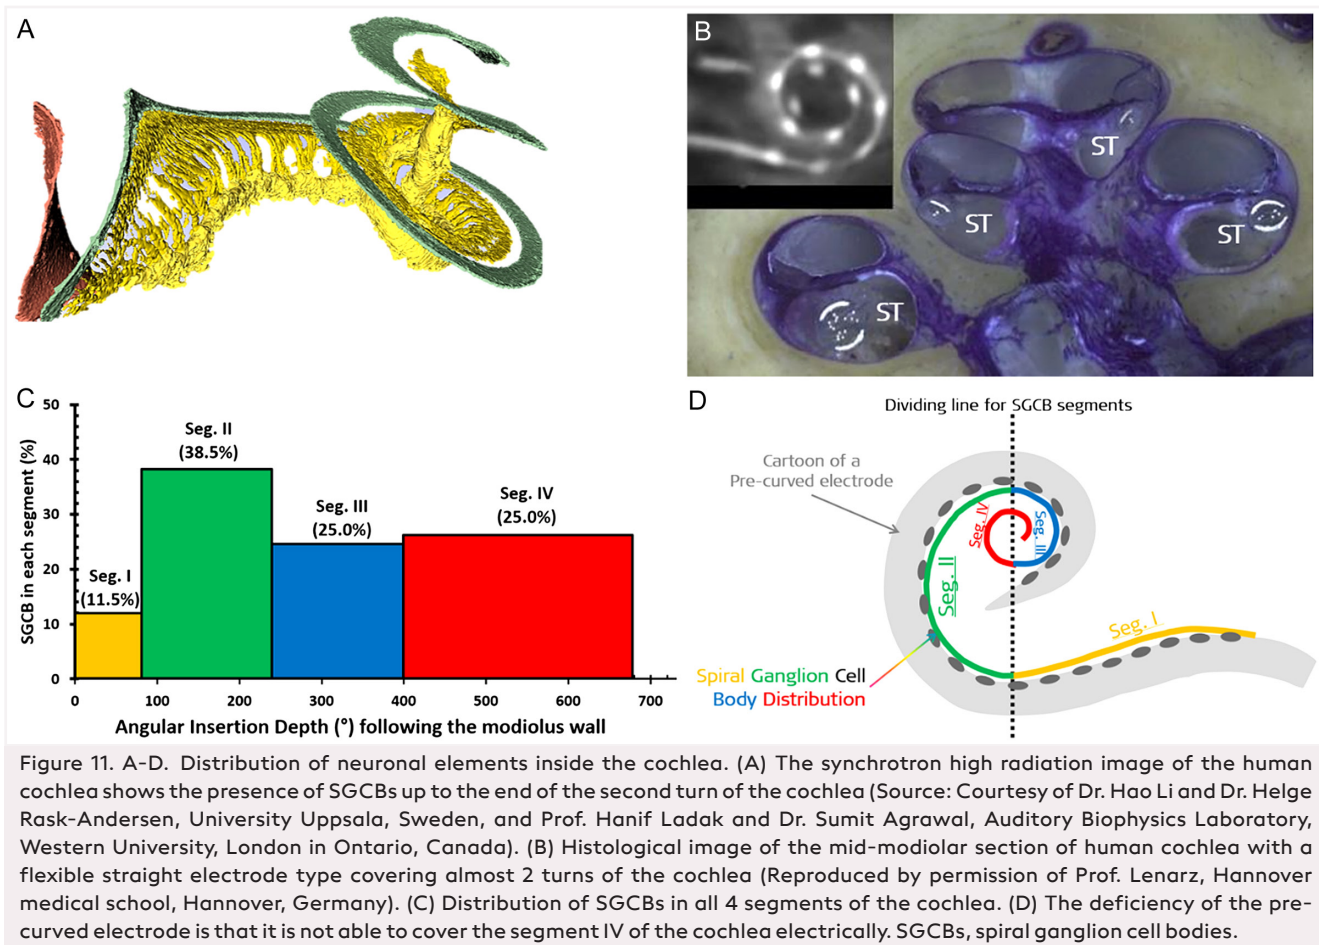 A
B
ST
ST
ST
ST
C
50
40
30
20
10
0
SGCB in each segment (%)
Seg. I
(11.5%)
Seg. II
(38.5%)
Seg. III
(25.0%)
Seg. IV
(25.0%)
0 100 200 300 400 500 600 700
Angular Insertion Depth (°) following the modiolus wall
D
Dividing line for SGCB segments
Cartoon of a
Pre-curved electrode
Seg. IV
Seg. III
Seg. II
Seg. I
Spiral Ganglion Cell
Body Distribution
Figure 11. A-D. Distribution of neuronal elements inside the cochlea. (A) The synchrotron high radiation image of the human
cochlea shows the presence of SGCBs up to the end of the second turn of the cochlea (Source: Courtesy of Dr. Hao Li and Dr. Helge
Rask-Andersen, University Uppsala, Sweden, and Prof. Hanif Ladak and Dr. Sumit Agrawal, Auditory Biophysics Laboratory,
Western University, London in Ontario, Canada). (B) Histological image of the mid-modiolar section of human cochlea with a
flexible straight electrode type covering almost 2 turns of the cochlea (Reproduced by permission of Prof. Lenarz, Hannover
medical school, Hannover, Germany). (C) Distribution of SGCBs in all 4 segments of the cochlea. (D) The deficiency of the pre-
curved electrode is that it is not able to cover the segment IV of the cochlea electrically. SGCBs, spiral ganglion cell bodies.